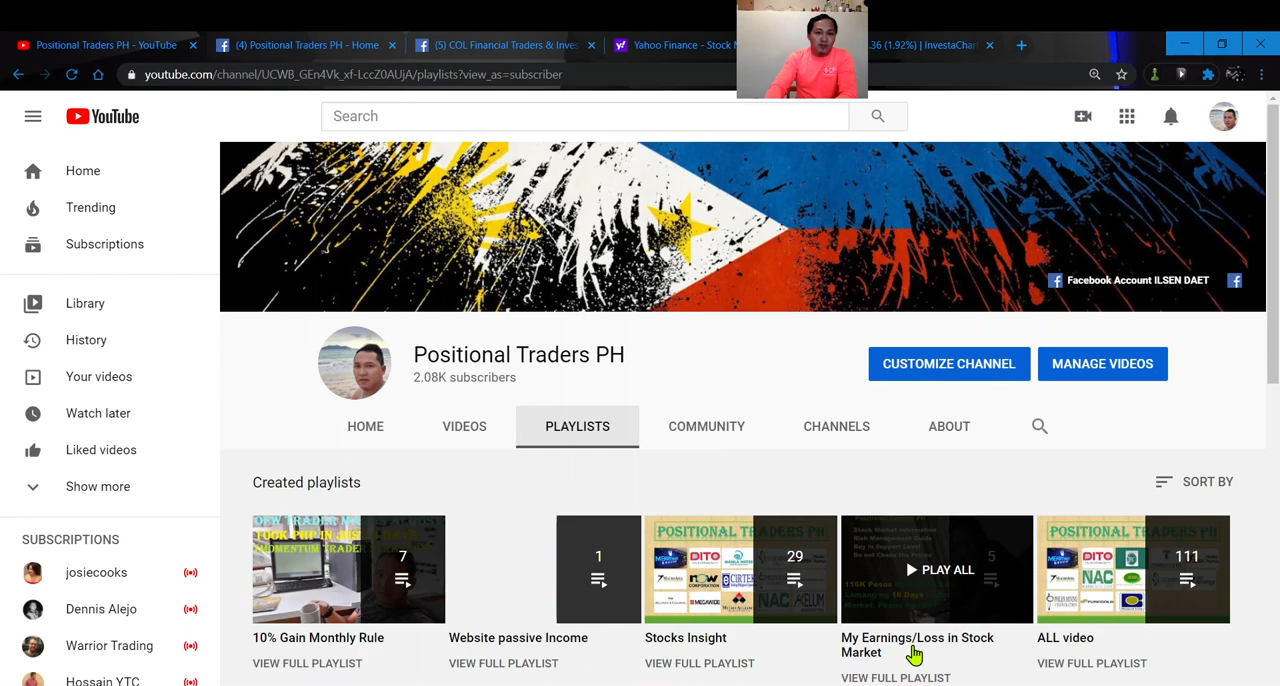 Positional Traders PH - YouTube
(4) Positional Traders PH - Home
(5) COL Financial Traders & Inves
Yahoo Finance - Stock
.36 (1.92%) | InvestaChar
youtube.com/channel/UCWB_GEn4Vk_xf-LccZ0AUjA/playlists?view_as=subscriber
YouTube
Search
Home
Trending
Subscriptions
Library
History
Your videos
Watch later
Liked videos
Show more
SUBSCRIPTIONS
josiecooks
Dennis Alejo
Warrior Trading
Hossain YTC
Facebook Account ILSEN DAET
Positional Traders PH
2.08K subscribers
CUSTOMIZE CHANNEL
MANAGE VIDEOS
HOME
VIDEOS
PLAYLISTS
COMMUNITY
CHANNELS
ABOUT
Created playlists
SORT BY
7
1
POSITIONAL TRADERS PH
DITO
NOW
MEGAWIDE
NAC
29
PLAY ALL
5
POSITIONAL TRADERS PH
DITO
NAC
111
10% Gain Monthly Rule
VIEW FULL PLAYLIST
Website passive Income
VIEW FULL PLAYLIST
Stocks Insight
VIEW FULL PLAYLIST
My Earnings/Loss in Stock
Market
VIEW FULL PLAYLIST
ALL video
VIEW FULL PLAYLIST